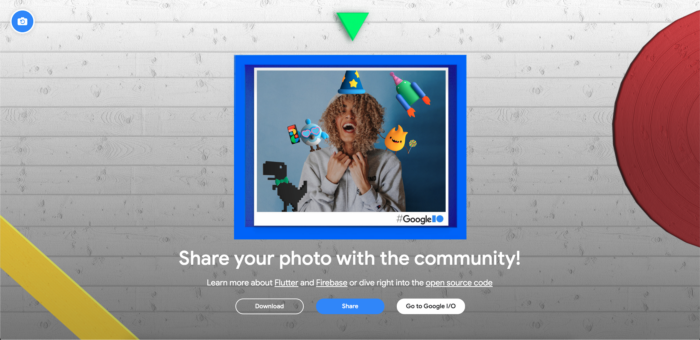 #GoogleIO
Share your photo with the community!
Learn more about Flutter and Firebase or dive right into the open source code
Download
Share
Go to Google I/O